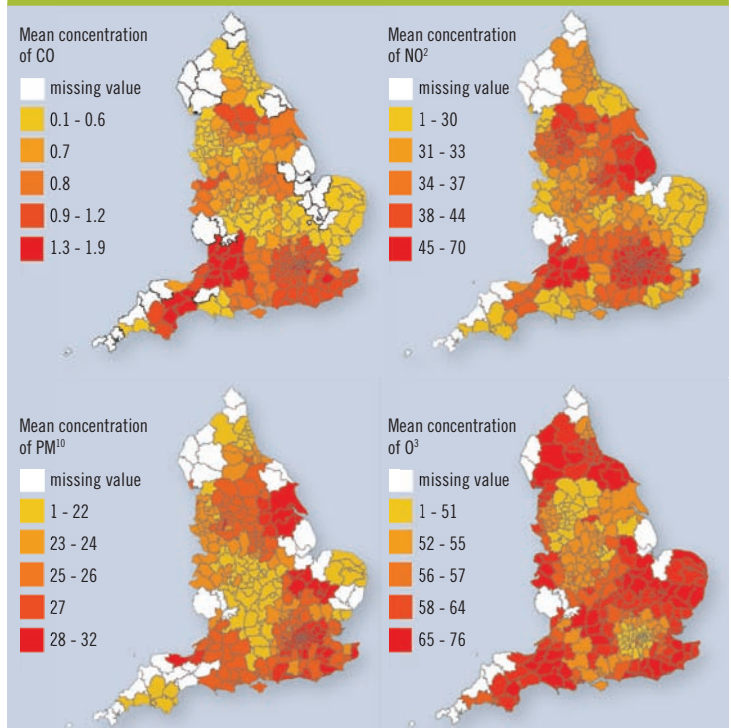 Mean concentration
of CO
missing value
0.1 - 0.6
0.7
0.8
0.9 - 1.2
1.3 - 1.9
Mean concentration
of NO²
missing value
1 - 30
31 - 33
34 - 37
38 - 44
45 - 70
Mean concentration
of PM¹⁰
missing value
1 - 22
23 - 24
25 - 26
27
28 - 32
Mean concentration
of O³
missing value
1 - 51
52 - 55
56 - 57
58 - 64
65 - 76